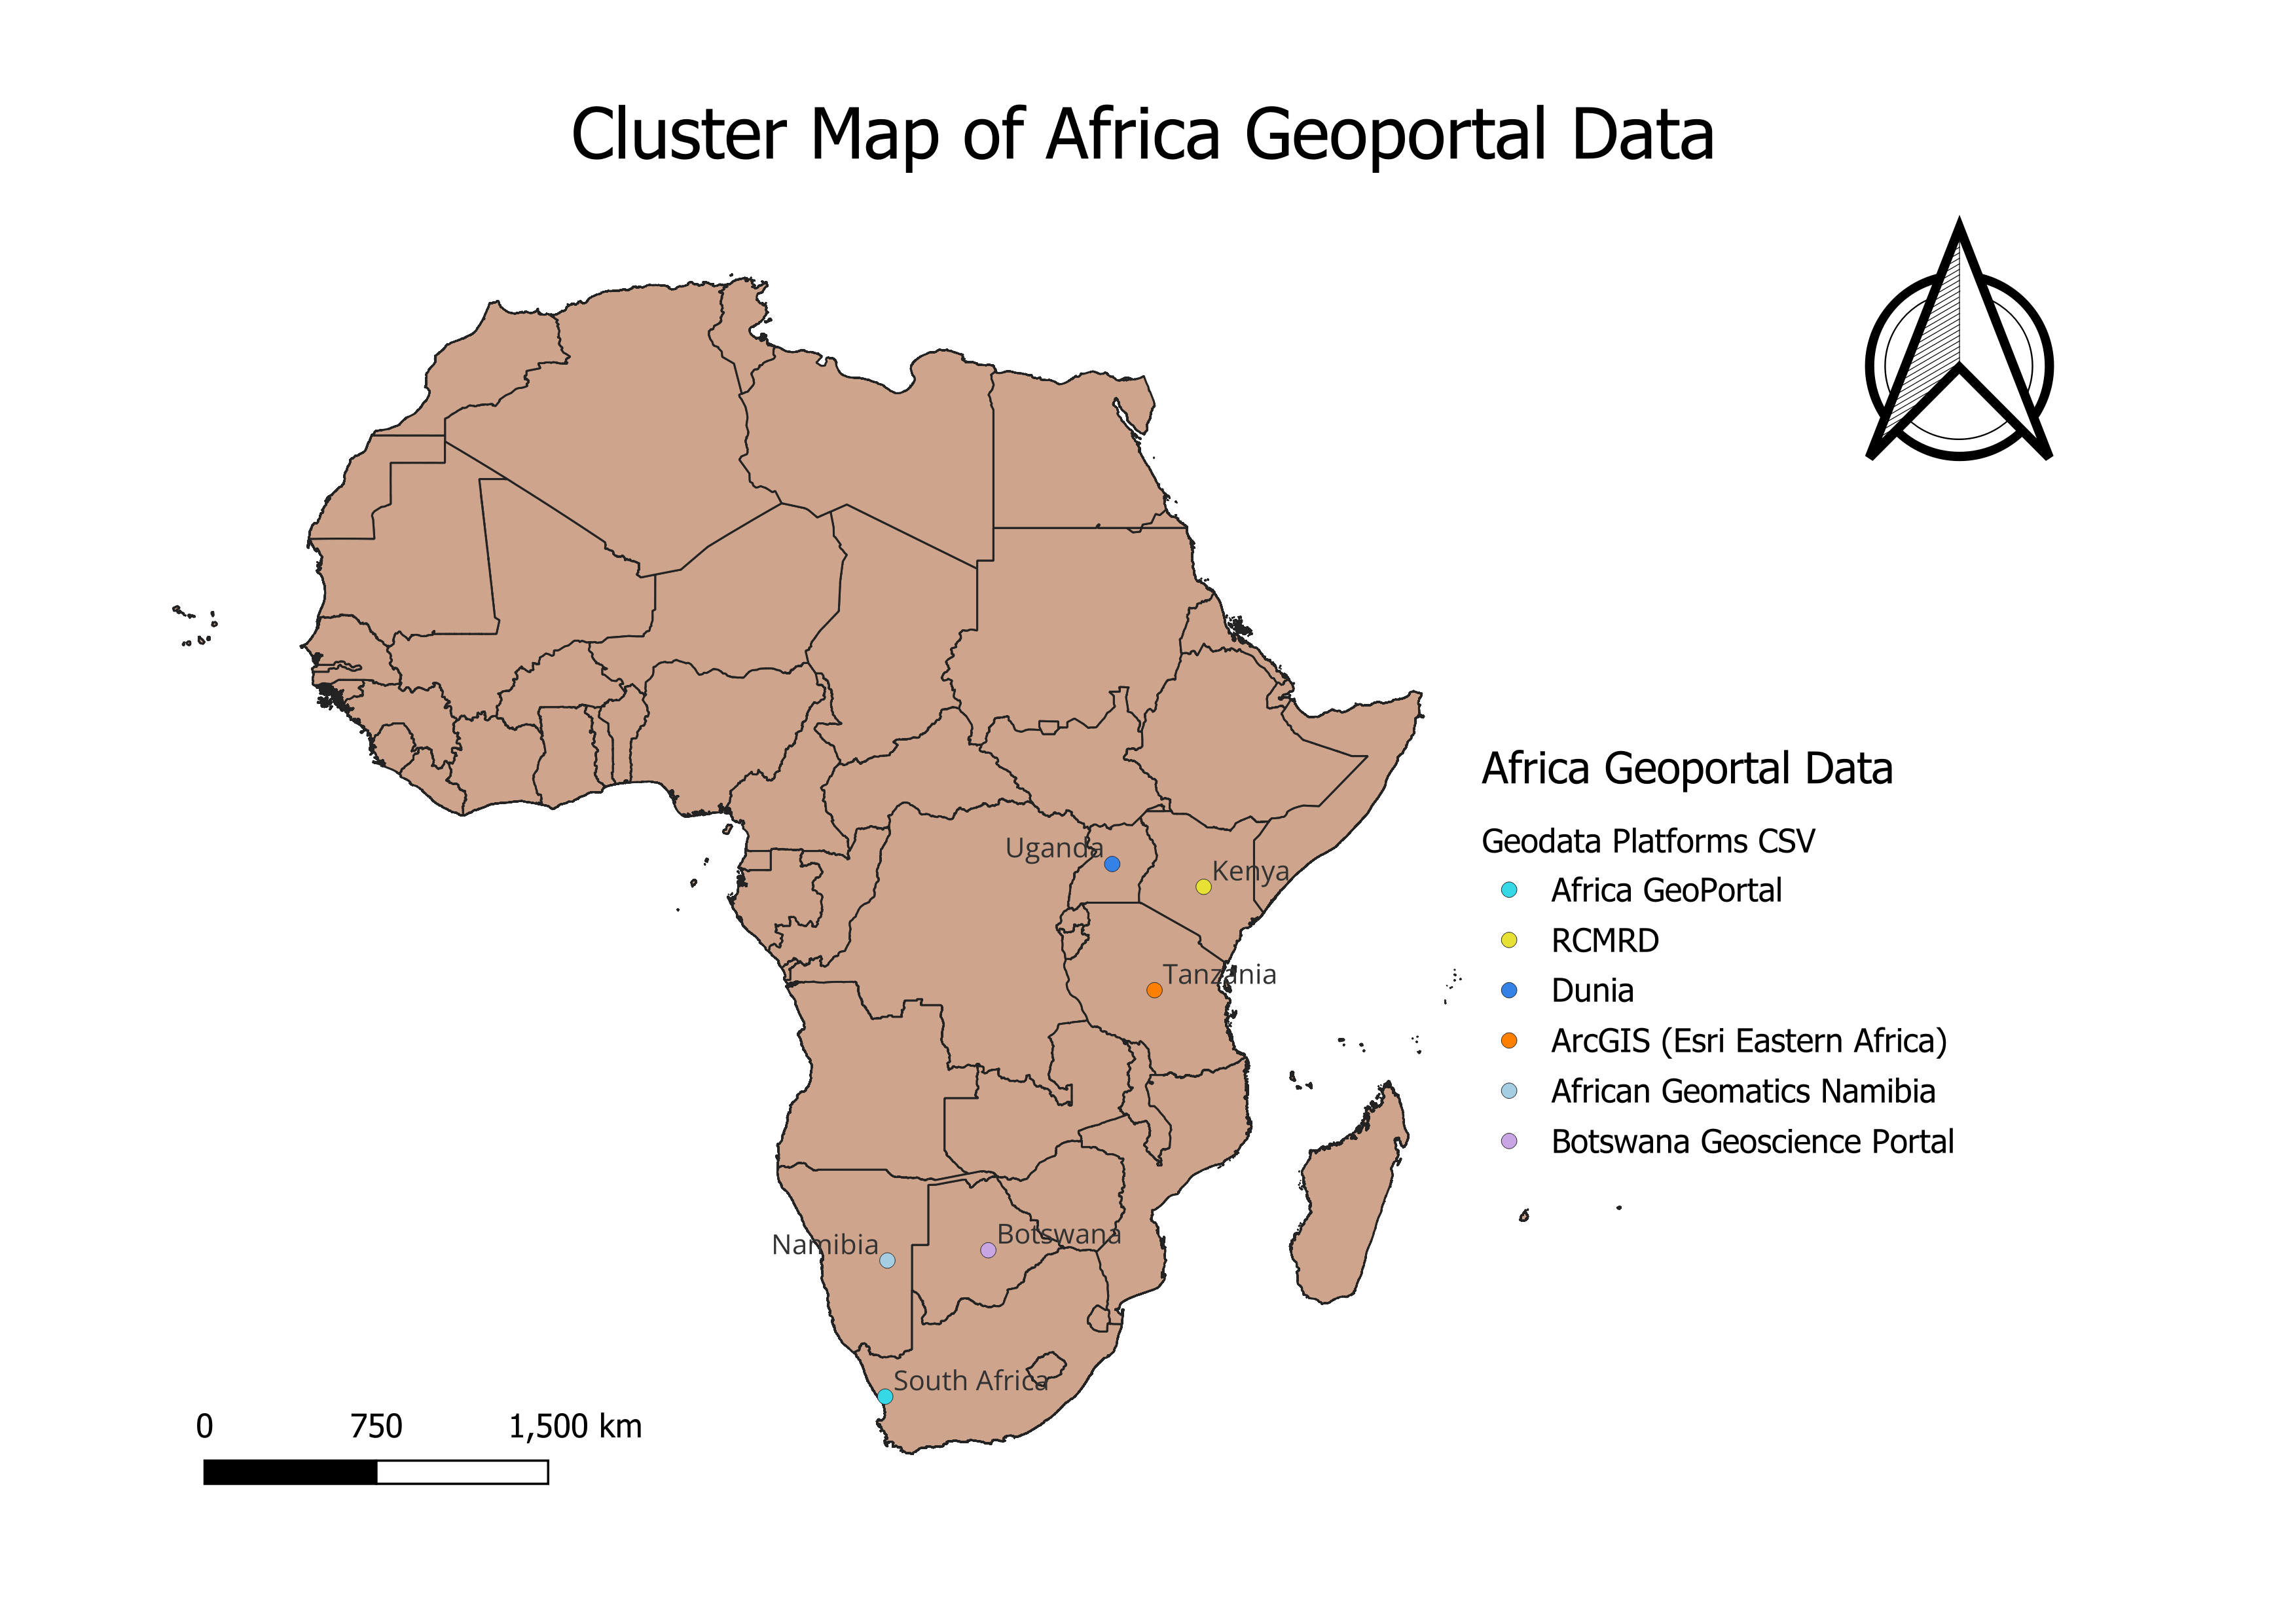 Cluster Map of Africa Geoportal Data
Africa Geoportal Data
Geodata Platforms CSV
Africa GeoPortal
RCMRD
Dunia
ArcGIS (Esri Eastern Africa)
African Geomatics Namibia
Botswana Geoscience Portal
Uganda
Kenya
Tanzania
Namibia
Botswana
South Africa
0 750 1,500 km